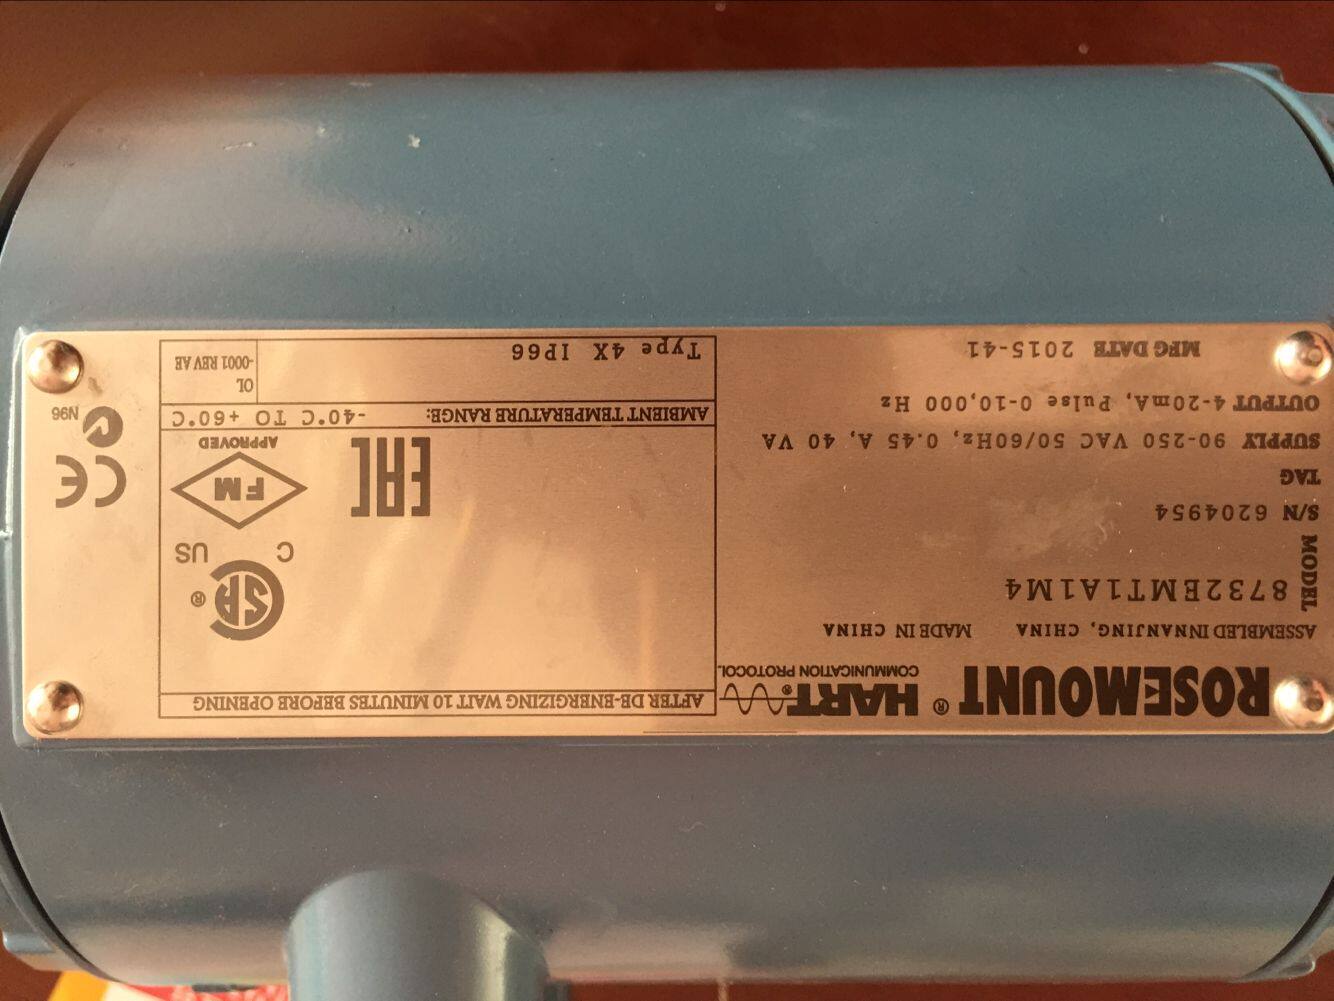 ROSEMOUNT ® HART®
COMMUNICATION PROTOCOL
ASSEMBLED INNANJING, CHINA MADE IN CHINA
MODEL 8732EMT1A1M4
S/N 6204954
TAG
SUPPLY 90-250 VAC 50/60Hz, 0.45 A, 40 VA
OUTPUT 4-20mA, Pulse 0-10,000 Hz
MFG DATE 2015-41
AFTER DE-ENERGIZING WAIT 10 MINUTES BEFPORE OPENING
SA ®
C US
EAC
FM
APPROVED
AMBIENT TEMPERATURE RANGE: -40°C TO +60°C
Type 4X IP66
OL
-0001 REV AE
CE
N96